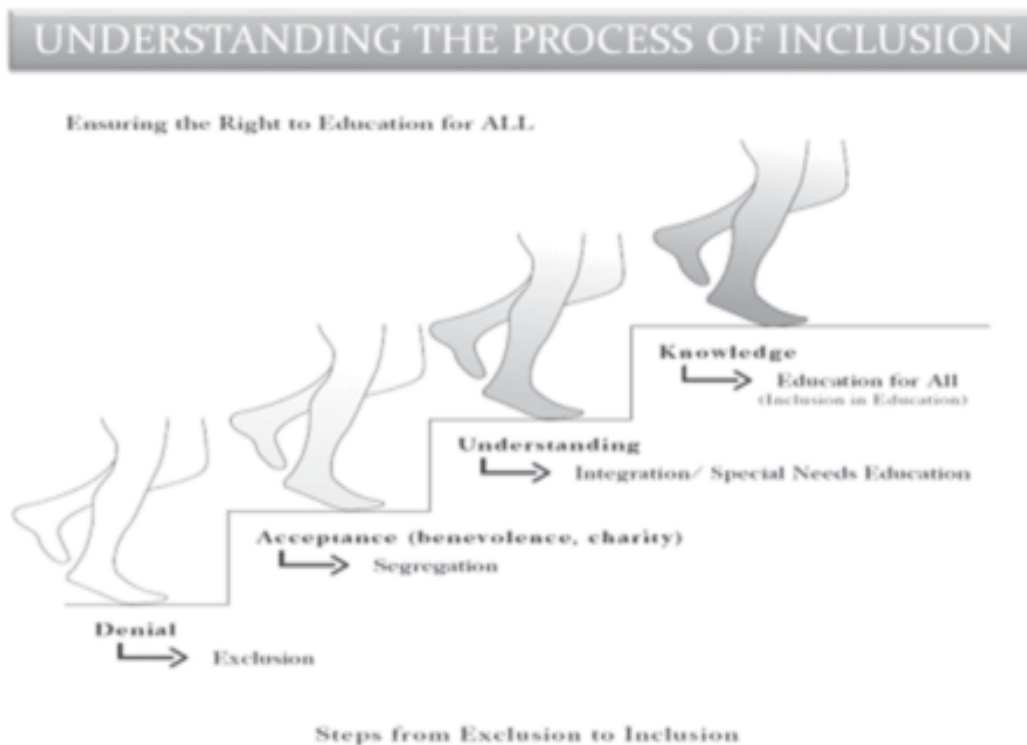 UNDERSTANDING THE PROCESS OF INCLUSION
Ensuring the Right to Education for ALL
Knowledge
Education for All
(Inclusion in Education)
Understanding
Integration/ Special Needs Education
Acceptance (benevolence, charity)
Segregation
Denial
Exclusion
Steps from Exclusion to Inclusion